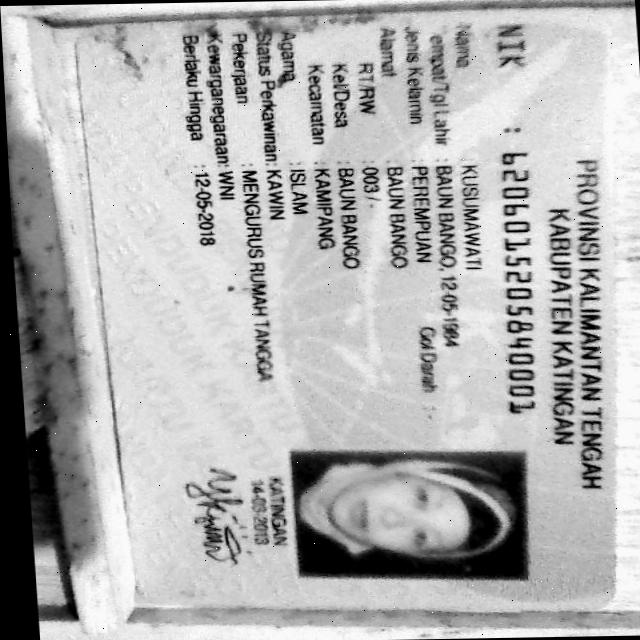 PROVINSI KALIMANTAN TENGAH
KABUPATEN KATINGAN
NIK : 6206015205840001
Nama : KUSUMAWATI
Tempat/Tgl Lahir : BAUN BANGO, 12-05-1984
Jenis Kelamin : PEREMPUAN Gol Darah : -
Alamat : BAUN BANGO
RT/RW : 003 / -
Kel/Desa : BAUN BANGO
Kecamatan : KAMIPANG
Agama : ISLAM
Status Perkawinan: KAWIN
Pekerjaan : MENGURUS RUMAH TANGGA
Kewarganegaraan: WNI
Berlaku Hingga : 12-05-2018
KATINGAN
14-03-2013